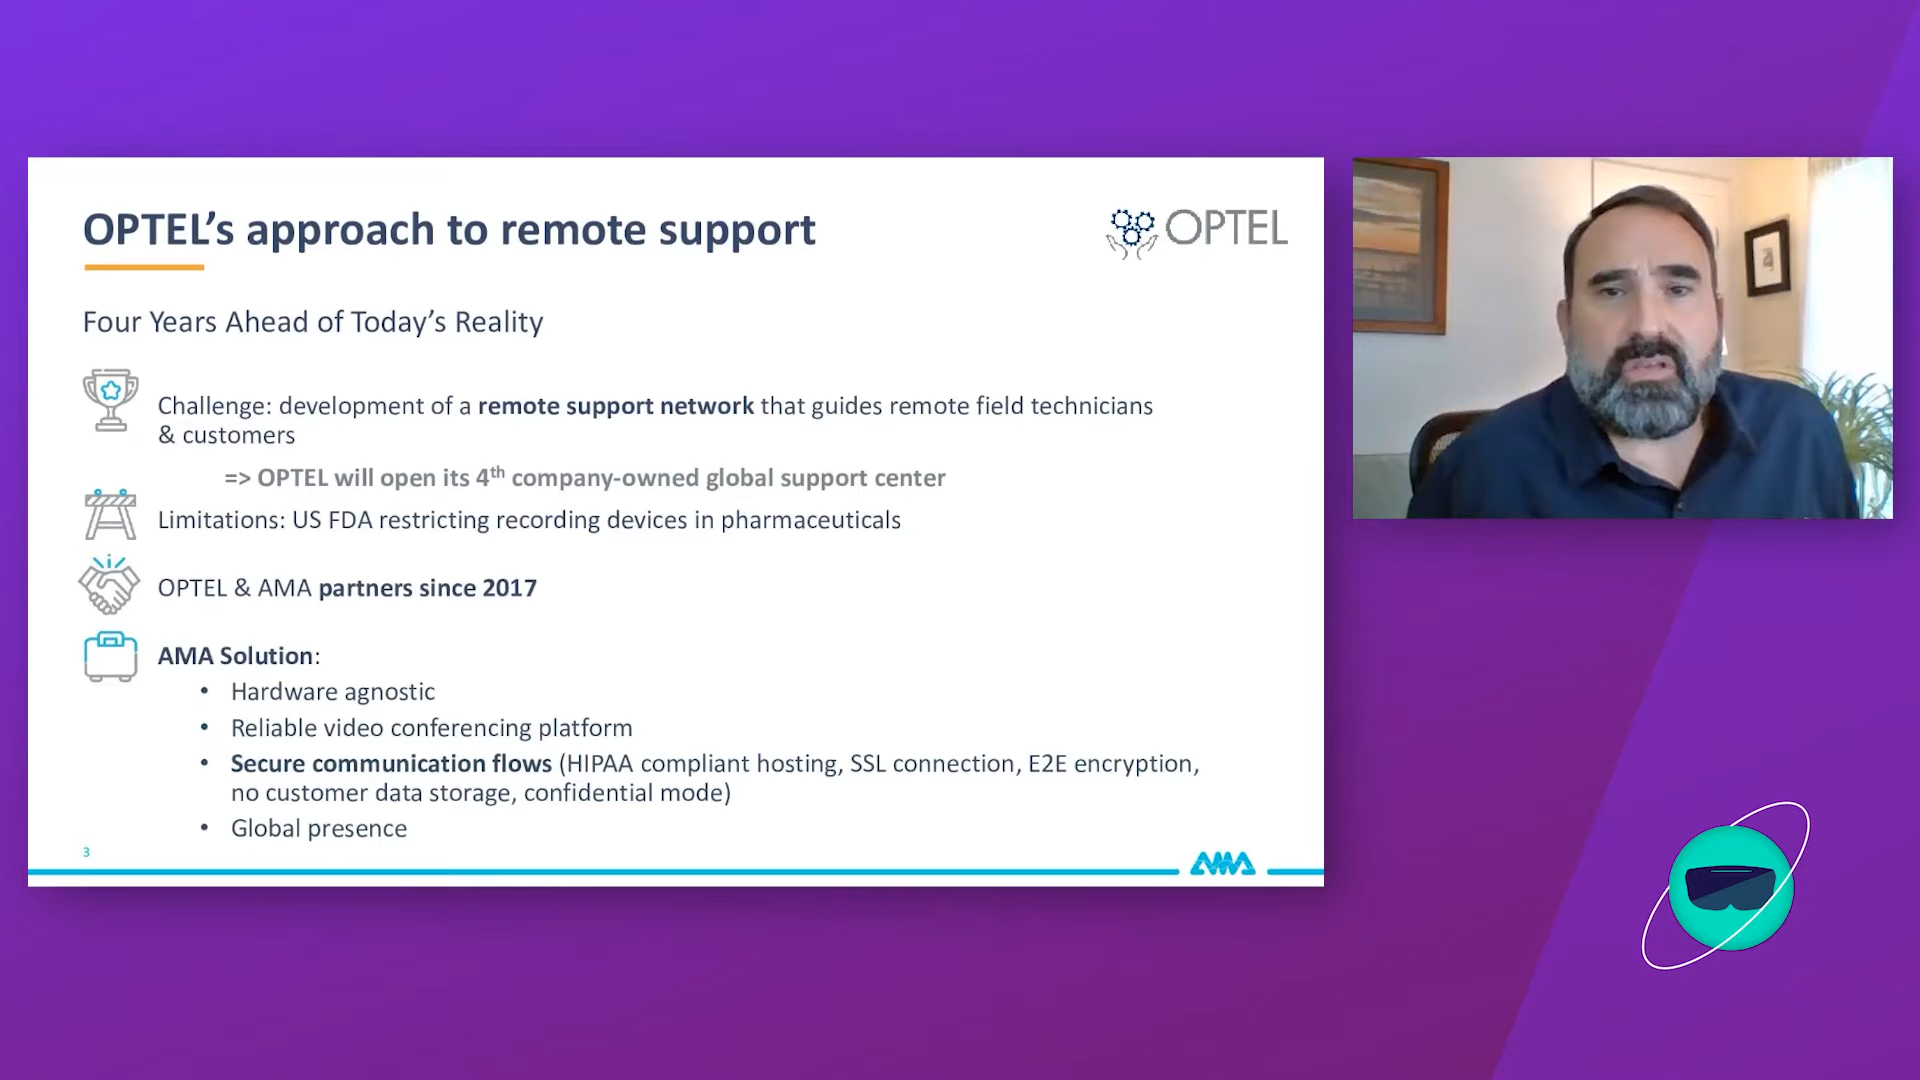 OPTEL's approach to remote support
OPTEL
Four Years Ahead of Today's Reality
Challenge: development of a remote support network that guides remote field technicians
& customers
=> OPTEL will open its 4th company-owned global support center
Limitations: US FDA restricting recording devices in pharmaceuticals
OPTEL & AMA partners since 2017
AMA Solution:
• Hardware agnostic
• Reliable video conferencing platform
• Secure communication flows (HIPAA compliant hosting, SSL connection, E2E encryption,
no customer data storage, confidential mode)
• Global presence
3
AMA